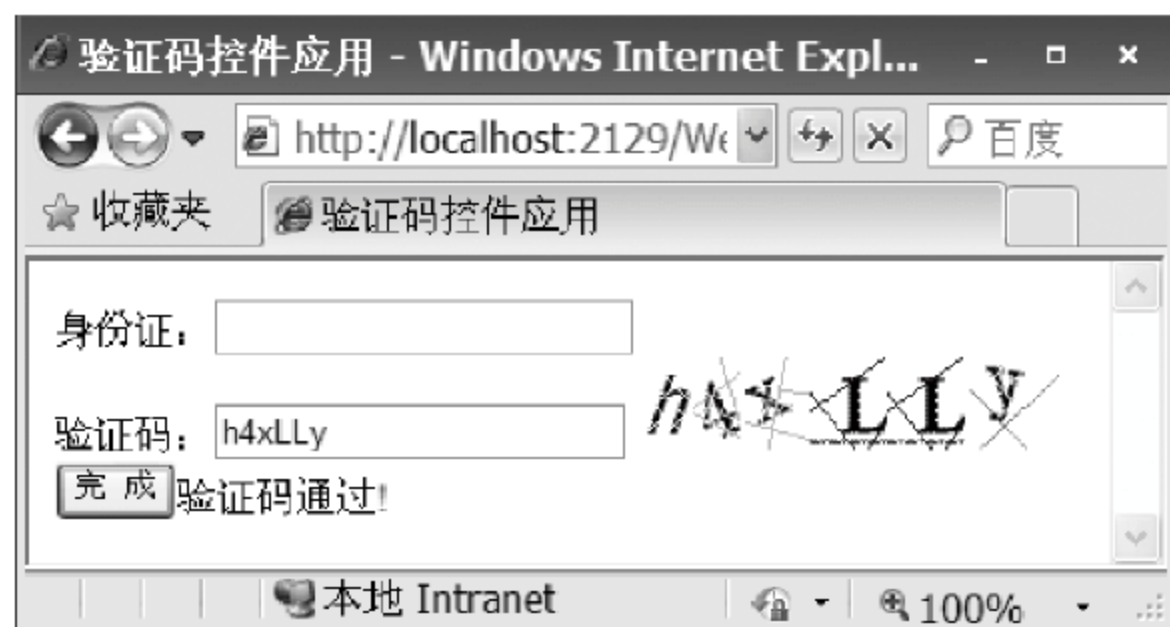 验证码控件应用 - Windows Internet Expl...
http://localhost:2129/We
百度
收藏夹 验证码控件应用
身份证：
验证码：h4xLLy h4xLLy
完 成 验证码通过!
本地 Intranet 100%